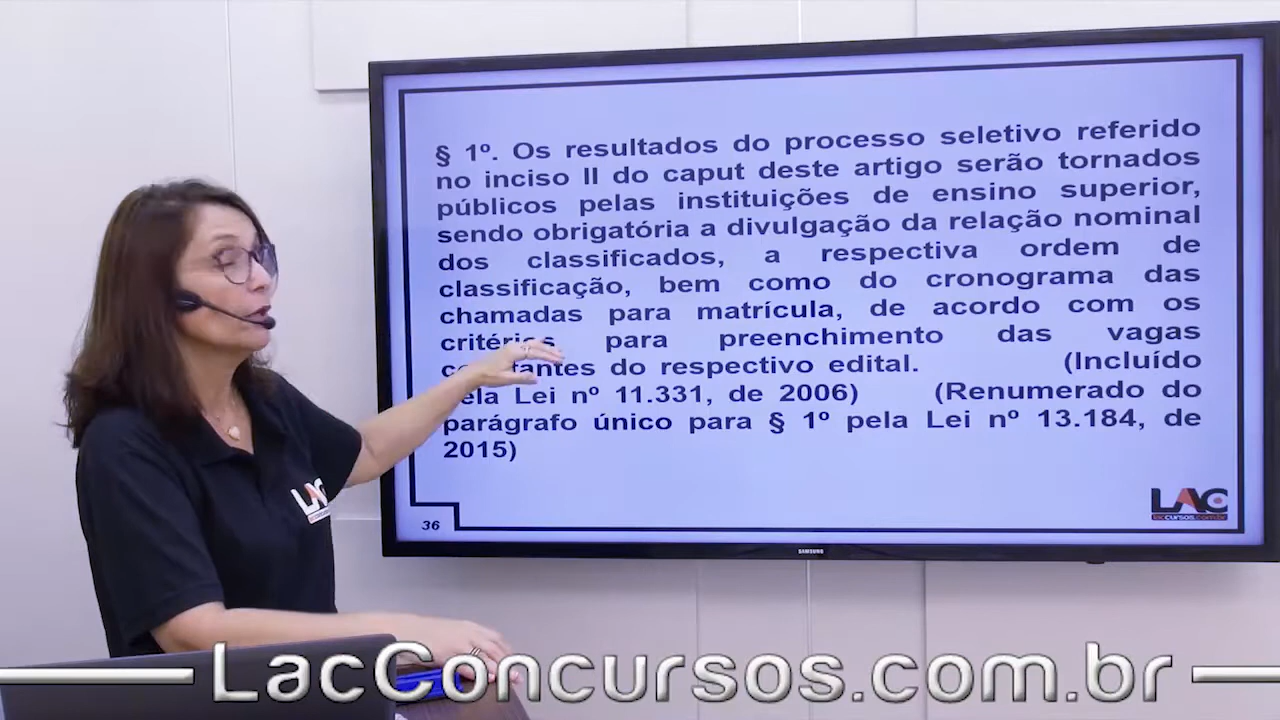 § 1º. Os resultados do processo seletivo referido
no inciso II do caput deste artigo serão tornados
públicos pelas instituições de ensino superior,
sendo obrigatória a divulgação da relação nominal
dos classificados, a respectiva ordem de
classificação, bem como do cronograma das
chamadas para matrícula, de acordo com os
critérios para preenchimento das vagas
do respectivo edital. (Incluído
Lei nº 11.331, de 2006) (Renumerado do
parágrafo único para § 1º pela Lei nº 13.184, de
2015)
LAC
laccursos.com.br
36
SAMSUNG
LAC
LacConcursos.com.br